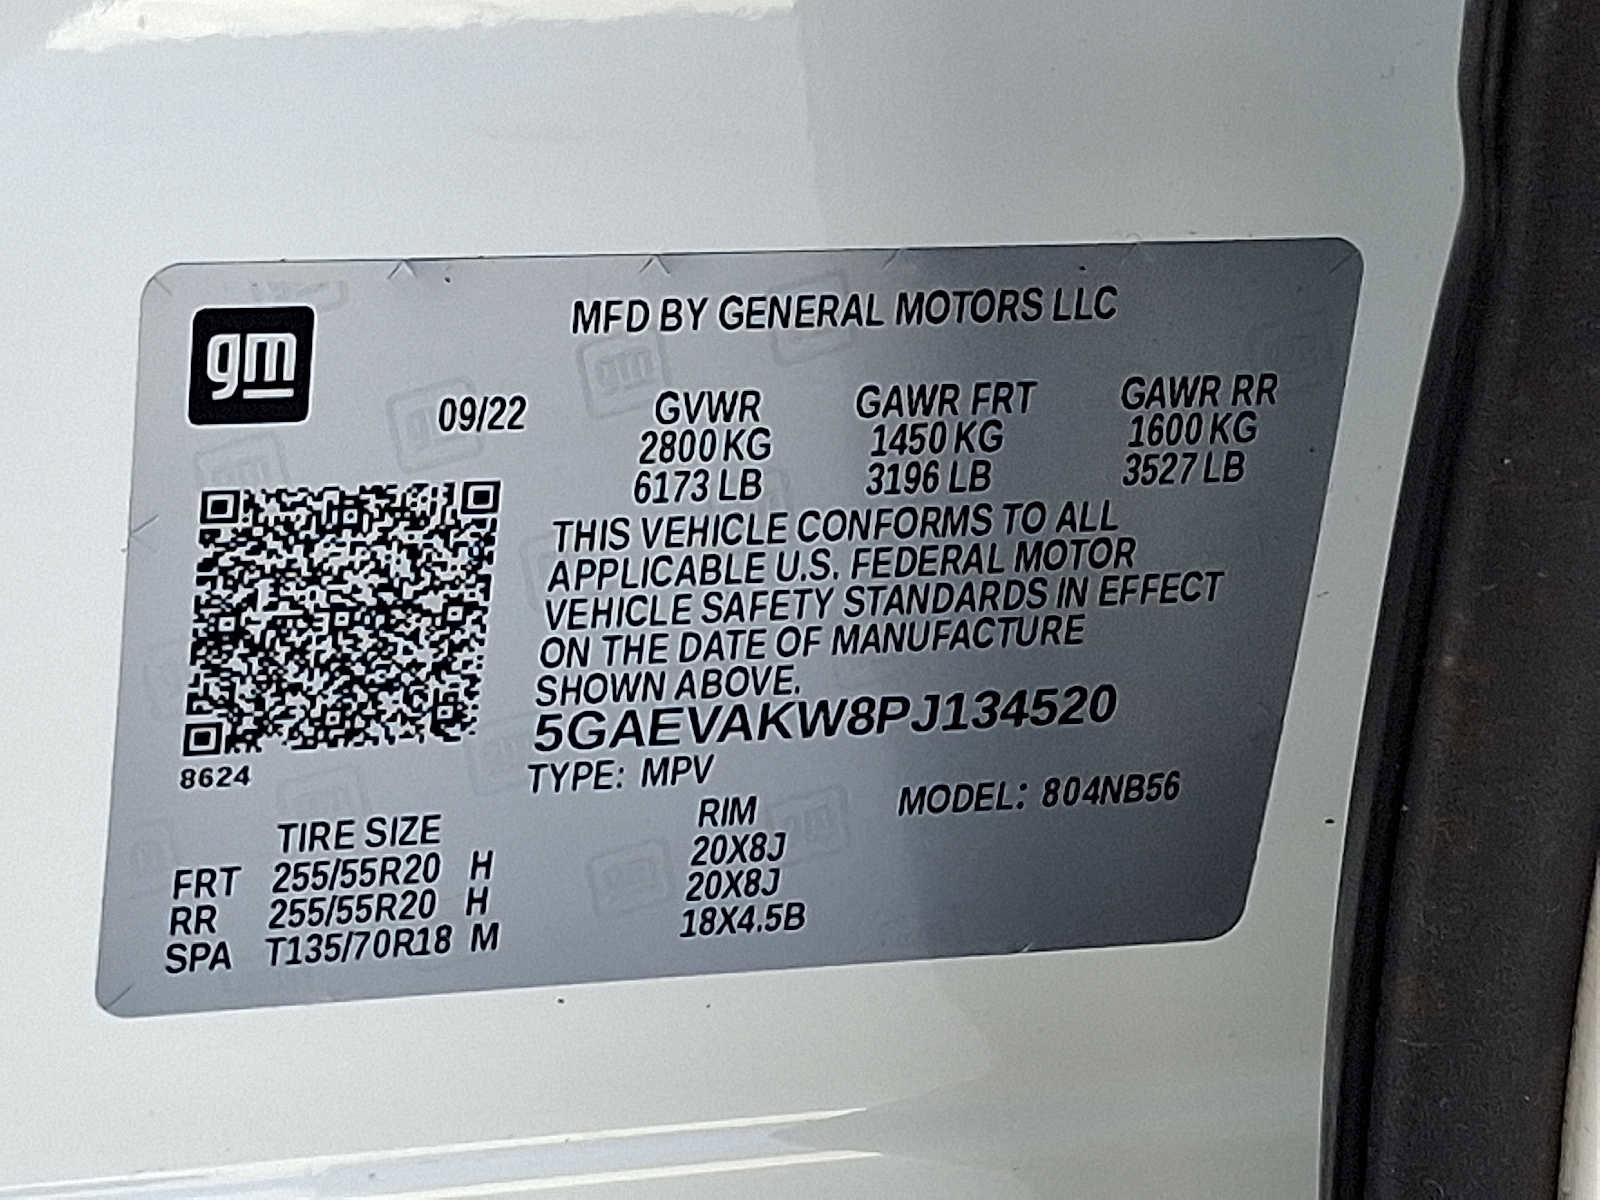 gm
MFD BY GENERAL MOTORS LLC
09/22 GVWR GAWR FRT GAWR RR
2800 KG 1450 KG 1600 KG
6173 LB 3196 LB 3527 LB
THIS VEHICLE CONFORMS TO ALL
APPLICABLE U.S. FEDERAL MOTOR
VEHICLE SAFETY STANDARDS IN EFFECT
ON THE DATE OF MANUFACTURE
SHOWN ABOVE.
5GAEVAKW8PJ134520
8624
TYPE: MPV MODEL: 804NB56
TIRE SIZE RIM
FRT 255/55R20 H 20X8J
RR 255/55R20 H 20X8J
SPA T135/70R18 M 18X4.5B